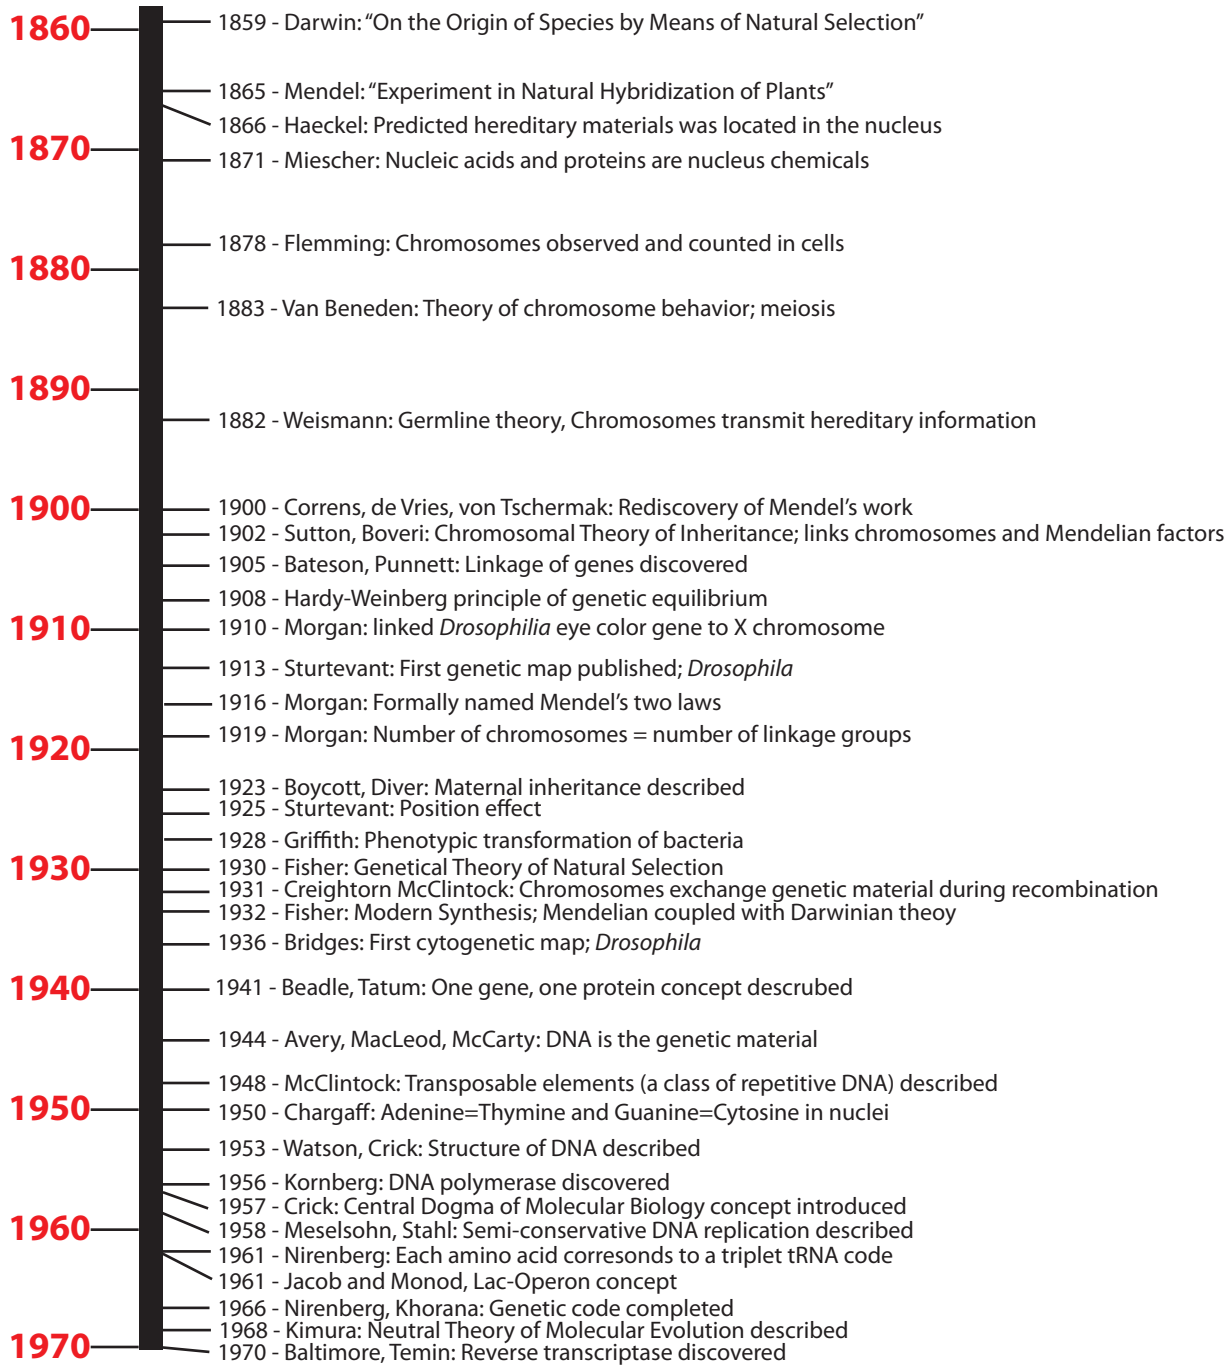 1860
1859 - Darwin: “On the Origin of Species by Means of Natural Selection”
1865 - Mendel: “Experiment in Natural Hybridization of Plants”
1866 - Haeckel: Predicted hereditary materials was located in the nucleus
1870
1871 - Miescher: Nucleic acids and proteins are nucleus chemicals
1878 - Flemming: Chromosomes observed and counted in cells
1880
1883 - Van Beneden: Theory of chromosome behavior; meiosis
1890
1882 - Weismann: Germline theory, Chromosomes transmit hereditary information
1900
1900 - Correns, de Vries, von Tschermak: Rediscovery of Mendel’s work
1902 - Sutton, Boveri: Chromosomal Theory of Inheritance; links chromosomes and Mendelian factors
1905 - Bateson, Punnett: Linkage of genes discovered
1908 - Hardy-Weinberg principle of genetic equilibrium
1910
1910 - Morgan: linked Drosophilia eye color gene to X chromosome
1913 - Sturtevant: First genetic map published; Drosophila
1916 - Morgan: Formally named Mendel’s two laws
1919 - Morgan: Number of chromosomes = number of linkage groups
1920
1923 - Boycott, Diver: Maternal inheritance described
1925 - Sturtevant: Position effect
1928 - Griffith: Phenotypic transformation of bacteria
1930
1930 - Fisher: Genetical Theory of Natural Selection
1931 - Creightorn McClintock: Chromosomes exchange genetic material during recombination
1932 - Fisher: Modern Synthesis; Mendelian coupled with Darwinian theoy
1936 - Bridges: First cytogenetic map; Drosophila
1940
1941 - Beadle, Tatum: One gene, one protein concept descrubed
1944 - Avery, MacLeod, McCarty: DNA is the genetic material
1948 - McClintock: Transposable elements (a class of repetitive DNA) described
1950
1950 - Chargaff: Adenine=Thymine and Guanine=Cytosine in nuclei
1953 - Watson, Crick: Structure of DNA described
1956 - Kornberg: DNA polymerase discovered
1957 - Crick: Central Dogma of Molecular Biology concept introduced
1960
1958 - Meselsohn, Stahl: Semi-conservative DNA replication described
1961 - Nirenberg: Each amino acid corresonds to a triplet tRNA code
1961 - Jacob and Monod, Lac-Operon concept
1966 - Nirenberg, Khorana: Genetic code completed
1968 - Kimura: Neutral Theory of Molecular Evolution described
1970
1970 - Baltimore, Temin: Reverse transcriptase discovered